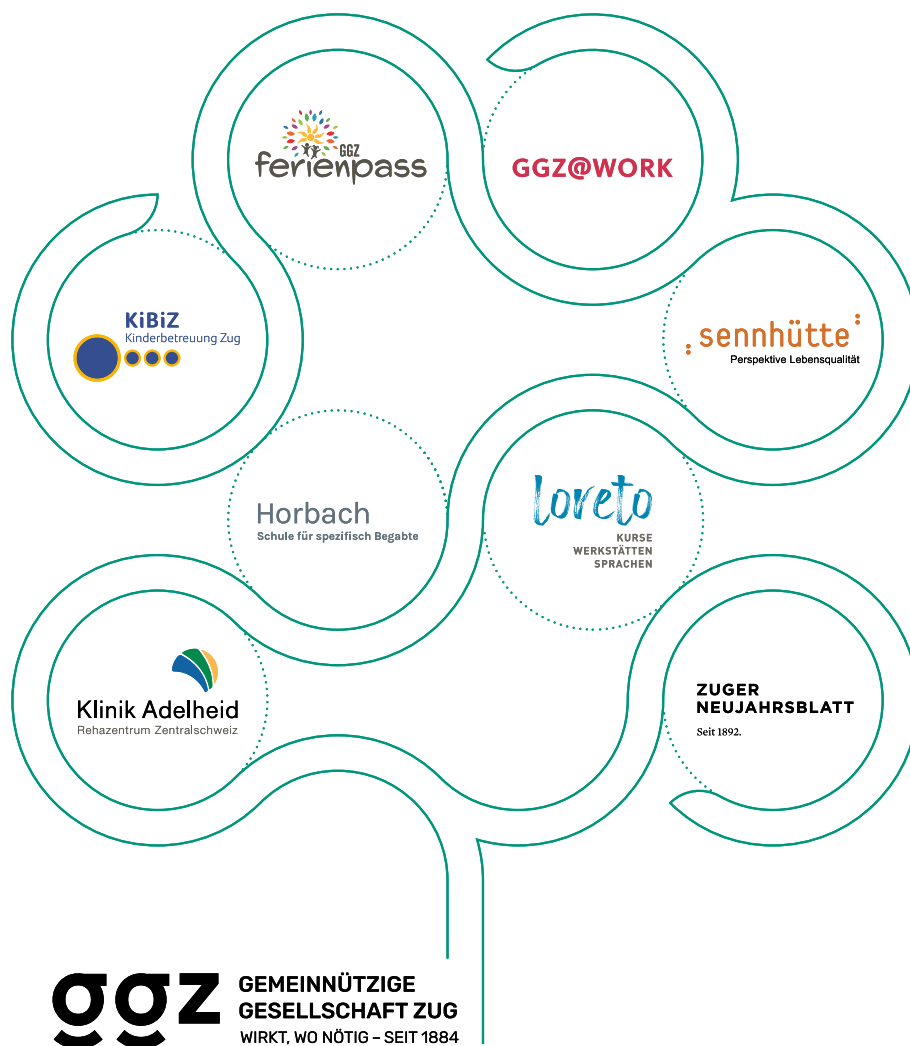 GGZ
ferienpass
GGZ@WORK
KiBiZ
Kinderbetreuung Zug
sennhütte
Perspektive Lebensqualität
Horbach
Schule für spezifisch Begabte
loreto
KURSE
WERKSTÄTTEN
SPRACHEN
Klinik Adelheid
Rehazentrum Zentralschweiz
ZUGER
NEUJAHRSBLATT
Seit 1892.
ggz
GEMEINNÜTZIGE
GESELLSCHAFT ZUG
WIRKT, WO NÖTIG – SEIT 1884